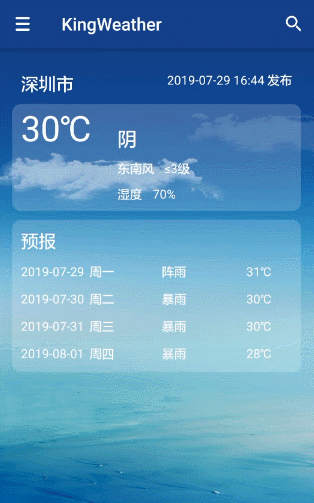 KingWeather
深圳市
2019-07-29 16:44 发布
30℃
阴
东南风 ≤3级
湿度 70%
预报
2019-07-29 周一 阵雨 31℃
2019-07-30 周二 暴雨 30℃
2019-07-31 周三 暴雨 30℃
2019-08-01 周四 暴雨 28℃